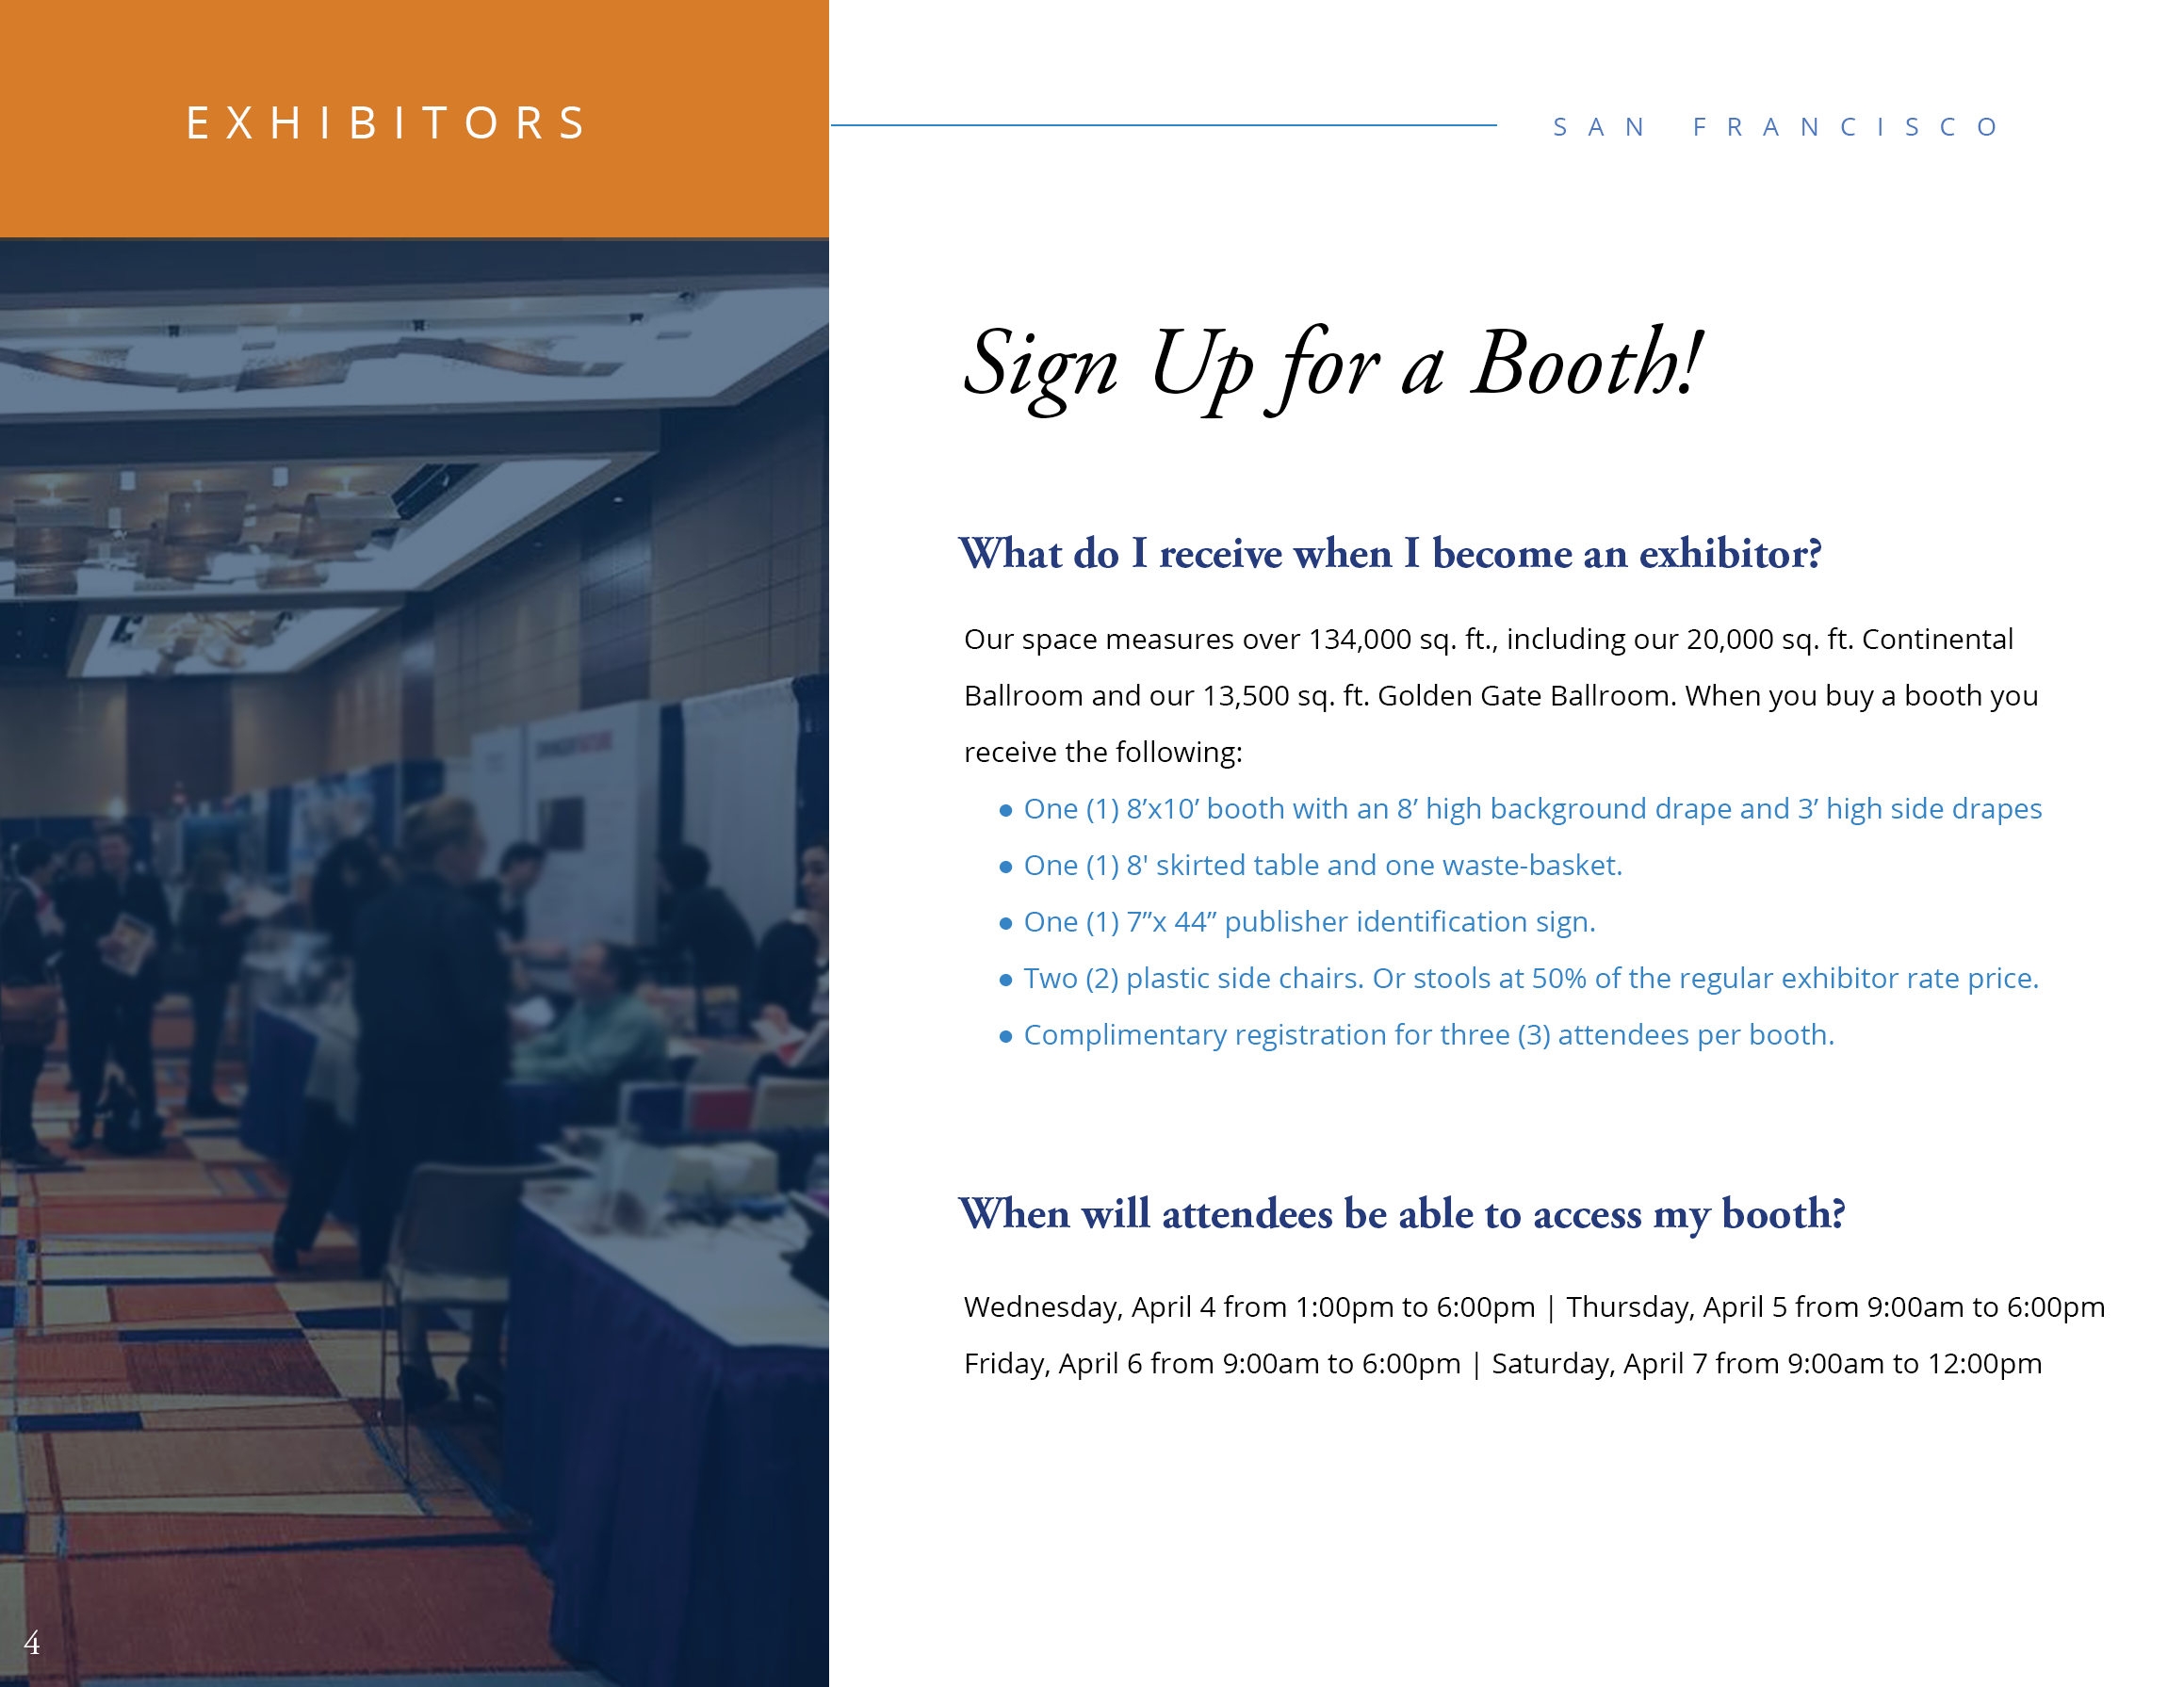 EXHIBITORS
SAN FRANCISCO
Sign Up for a Booth!
What do I receive when I become an exhibitor?
Our space measures over 134,000 sq. ft., including our 20,000 sq. ft. Continental
Ballroom and our 13,500 sq. ft. Golden Gate Ballroom. When you buy a booth you
receive the following:
● One (1) 8’x10’ booth with an 8’ high background drape and 3’ high side drapes
● One (1) 8' skirted table and one waste-basket.
● One (1) 7”x 44” publisher identification sign.
● Two (2) plastic side chairs. Or stools at 50% of the regular exhibitor rate price.
● Complimentary registration for three (3) attendees per booth.
When will attendees be able to access my booth?
Wednesday, April 4 from 1:00pm to 6:00pm | Thursday, April 5 from 9:00am to 6:00pm
Friday, April 6 from 9:00am to 6:00pm | Saturday, April 7 from 9:00am to 12:00pm
4